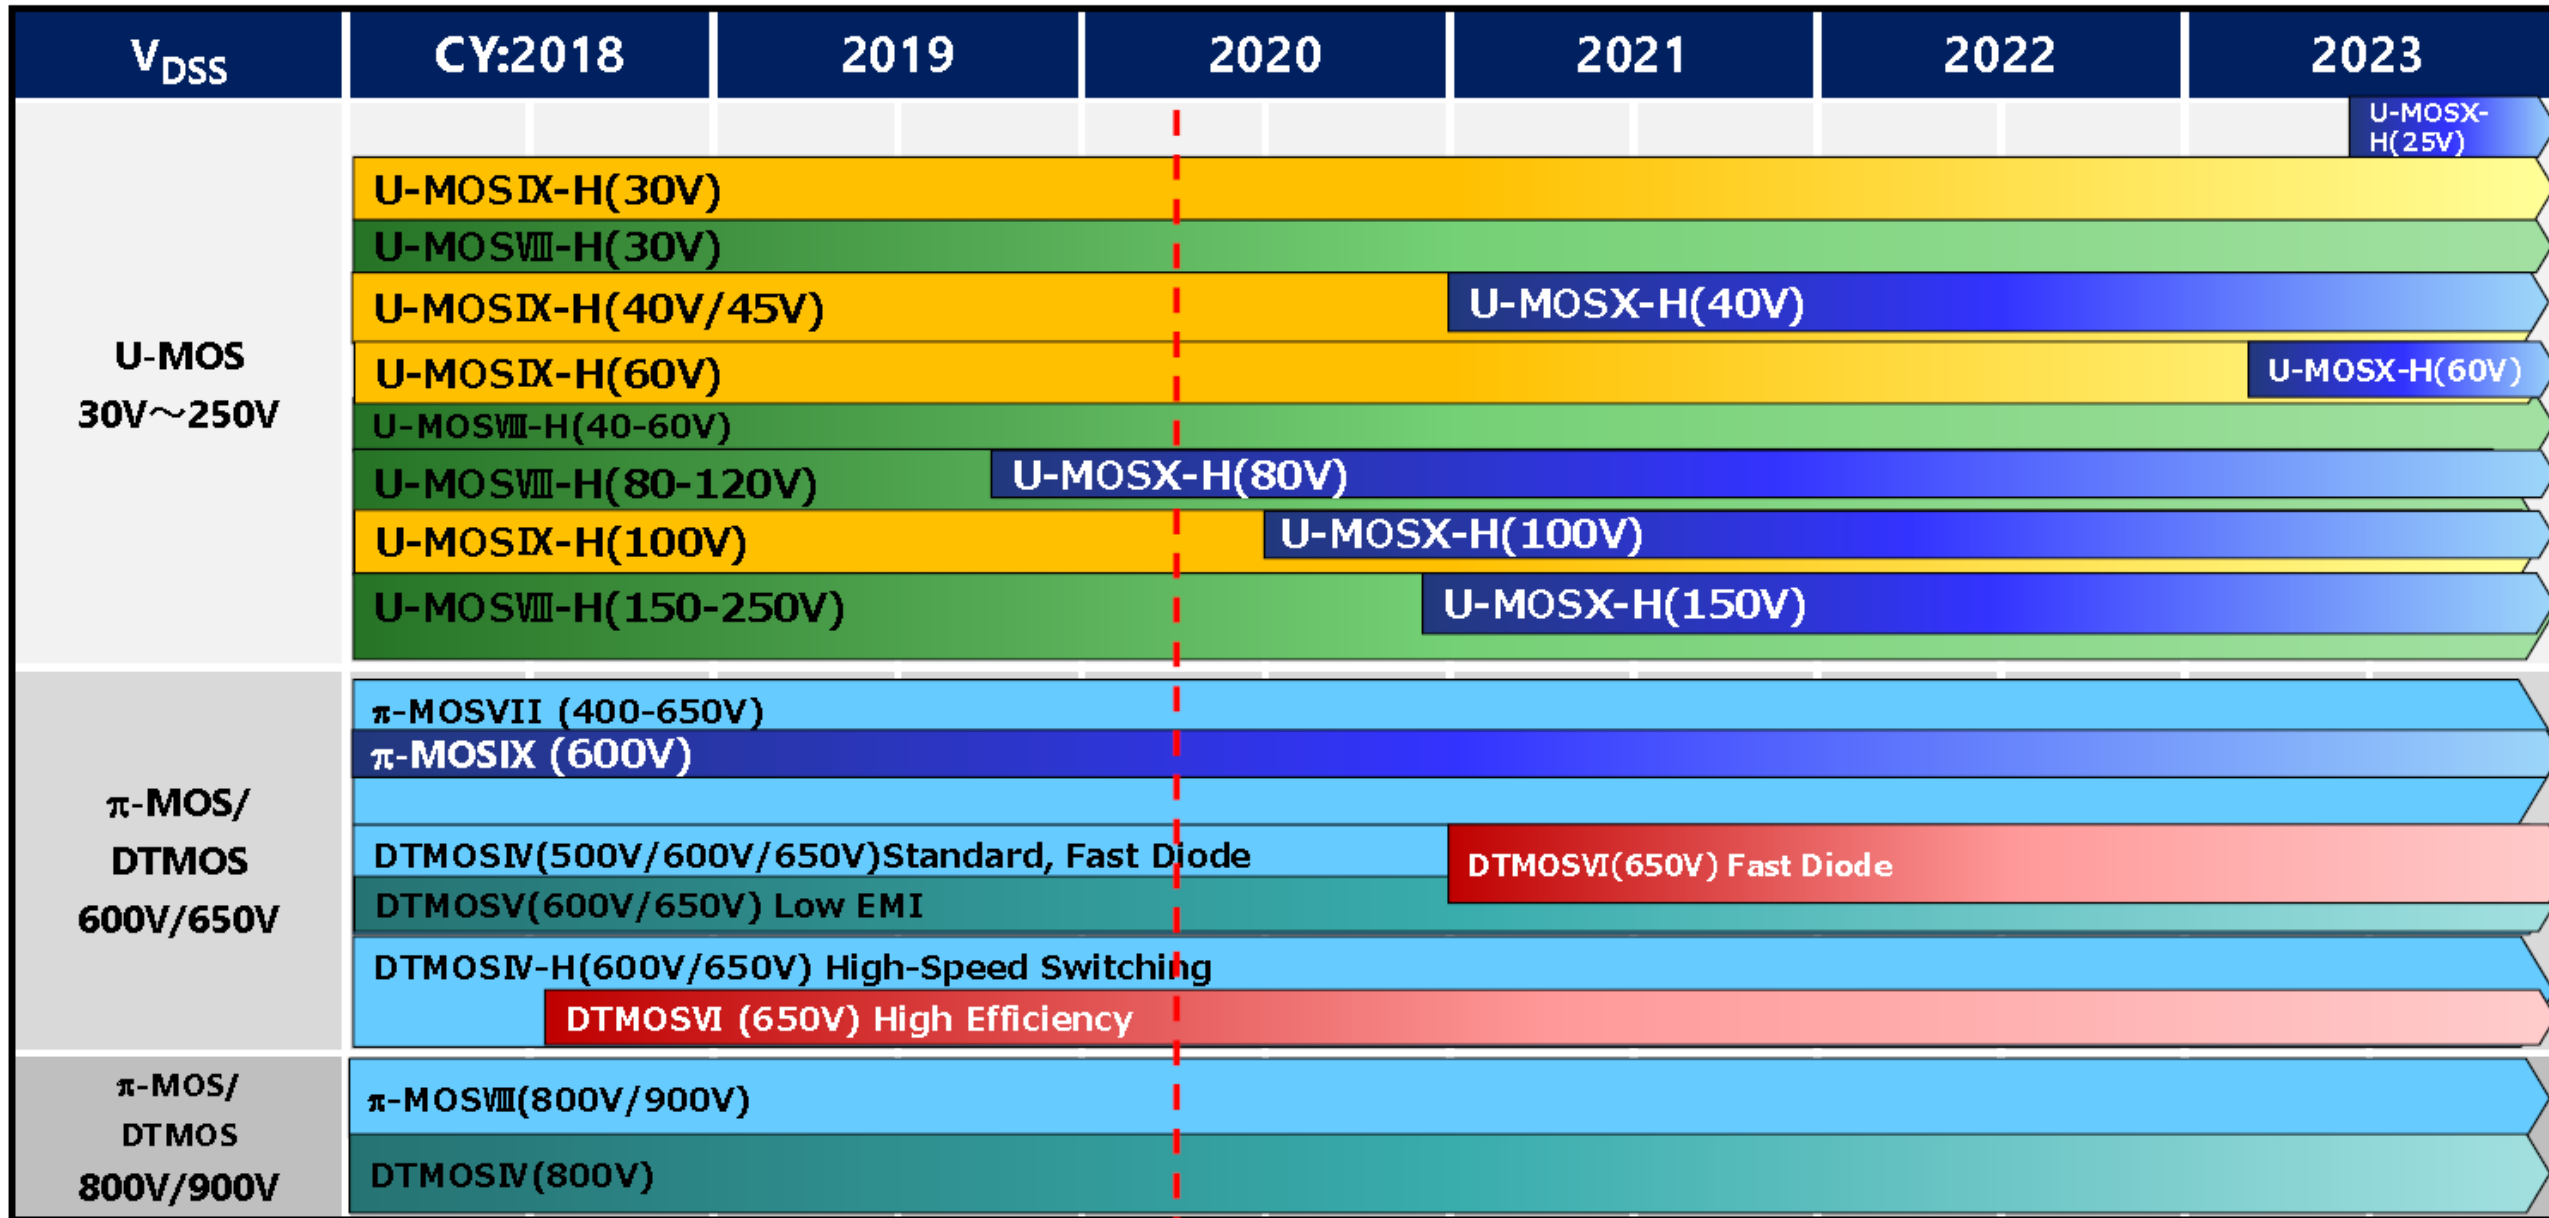 V_DSS CY:2018 2019 2020 2021 2022 2023
U-MOSX-
H(25V)
U-MOSⅨ-H(30V)
U-MOSⅧ-H(30V)
U-MOSⅨ-H(40V/45V) U-MOSX-H(40V)
U-MOS
30V～250V
U-MOSⅨ-H(60V) U-MOSX-H(60V)
U-MOSⅧ-H(40-60V)
U-MOSⅧ-H(80-120V) U-MOSX-H(80V)
U-MOSⅨ-H(100V) U-MOSX-H(100V)
U-MOSⅧ-H(150-250V) U-MOSX-H(150V)
π-MOS/
DTMOS
600V/650V
π-MOSVII (400-650V)
π-MOSIX (600V)
DTMOSⅣ(500V/600V/650V)Standard, Fast Diode DTMOSⅥ(650V) Fast Diode
DTMOSV(600V/650V) Low EMI
DTMOSⅣ-H(600V/650V) High-Speed Switching
DTMOSⅥ (650V) High Efficiency
π-MOS/
DTMOS
800V/900V
π-MOSⅧ(800V/900V)
DTMOSⅣ(800V)